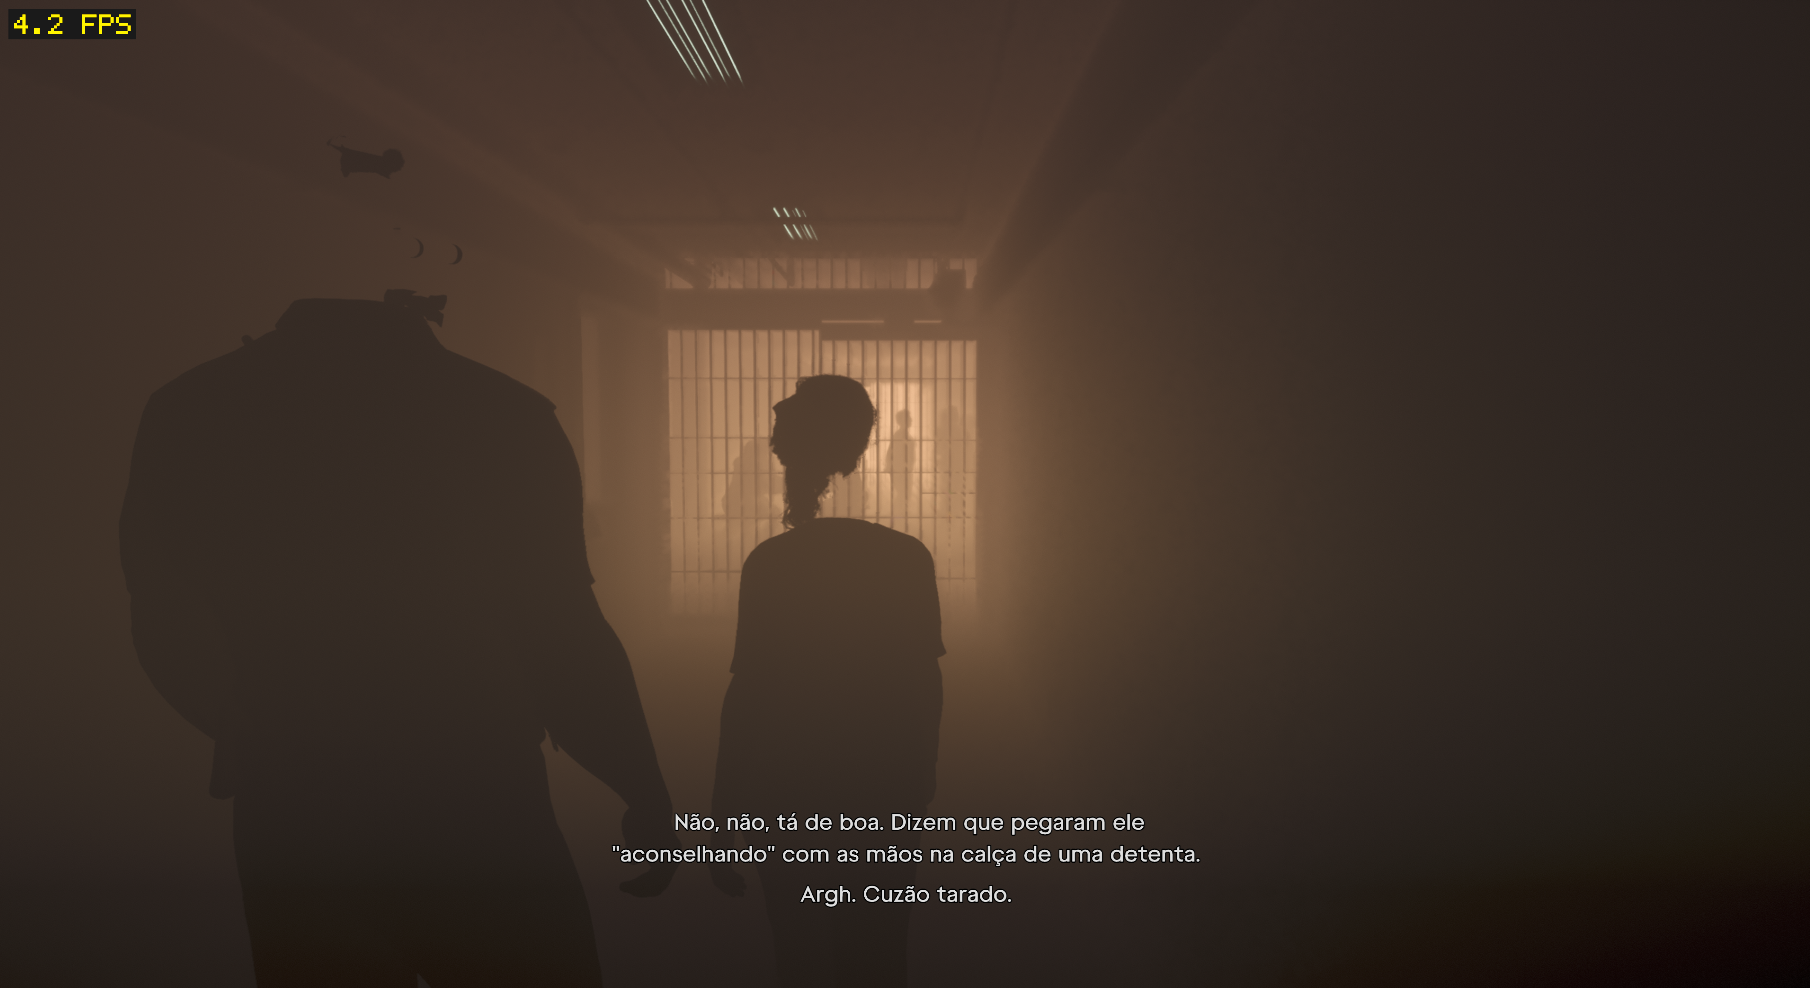 4.2 FPS
Não, não, tá de boa. Dizem que pegaram ele
"aconselhando" com as mãos na calça de uma detenta.
Argh. Cuzão tarado.